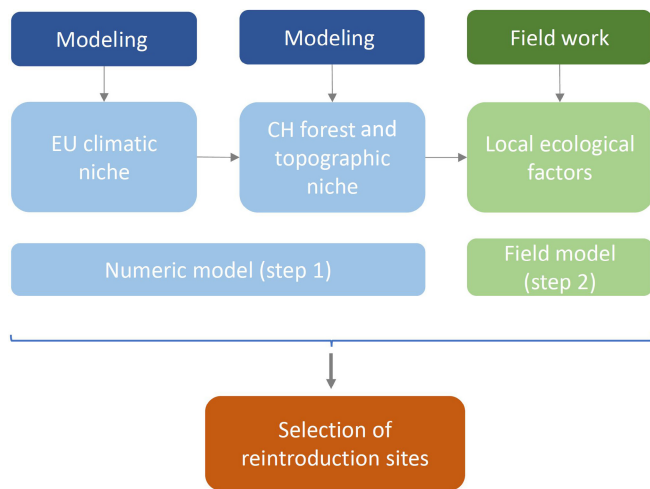 Modeling
Modeling
Field work
EU climatic
niche
CH forest and
topographic
niche
Local ecological
factors
Numeric model (step 1)
Field model
(step 2)
Selection of
reintroduction sites